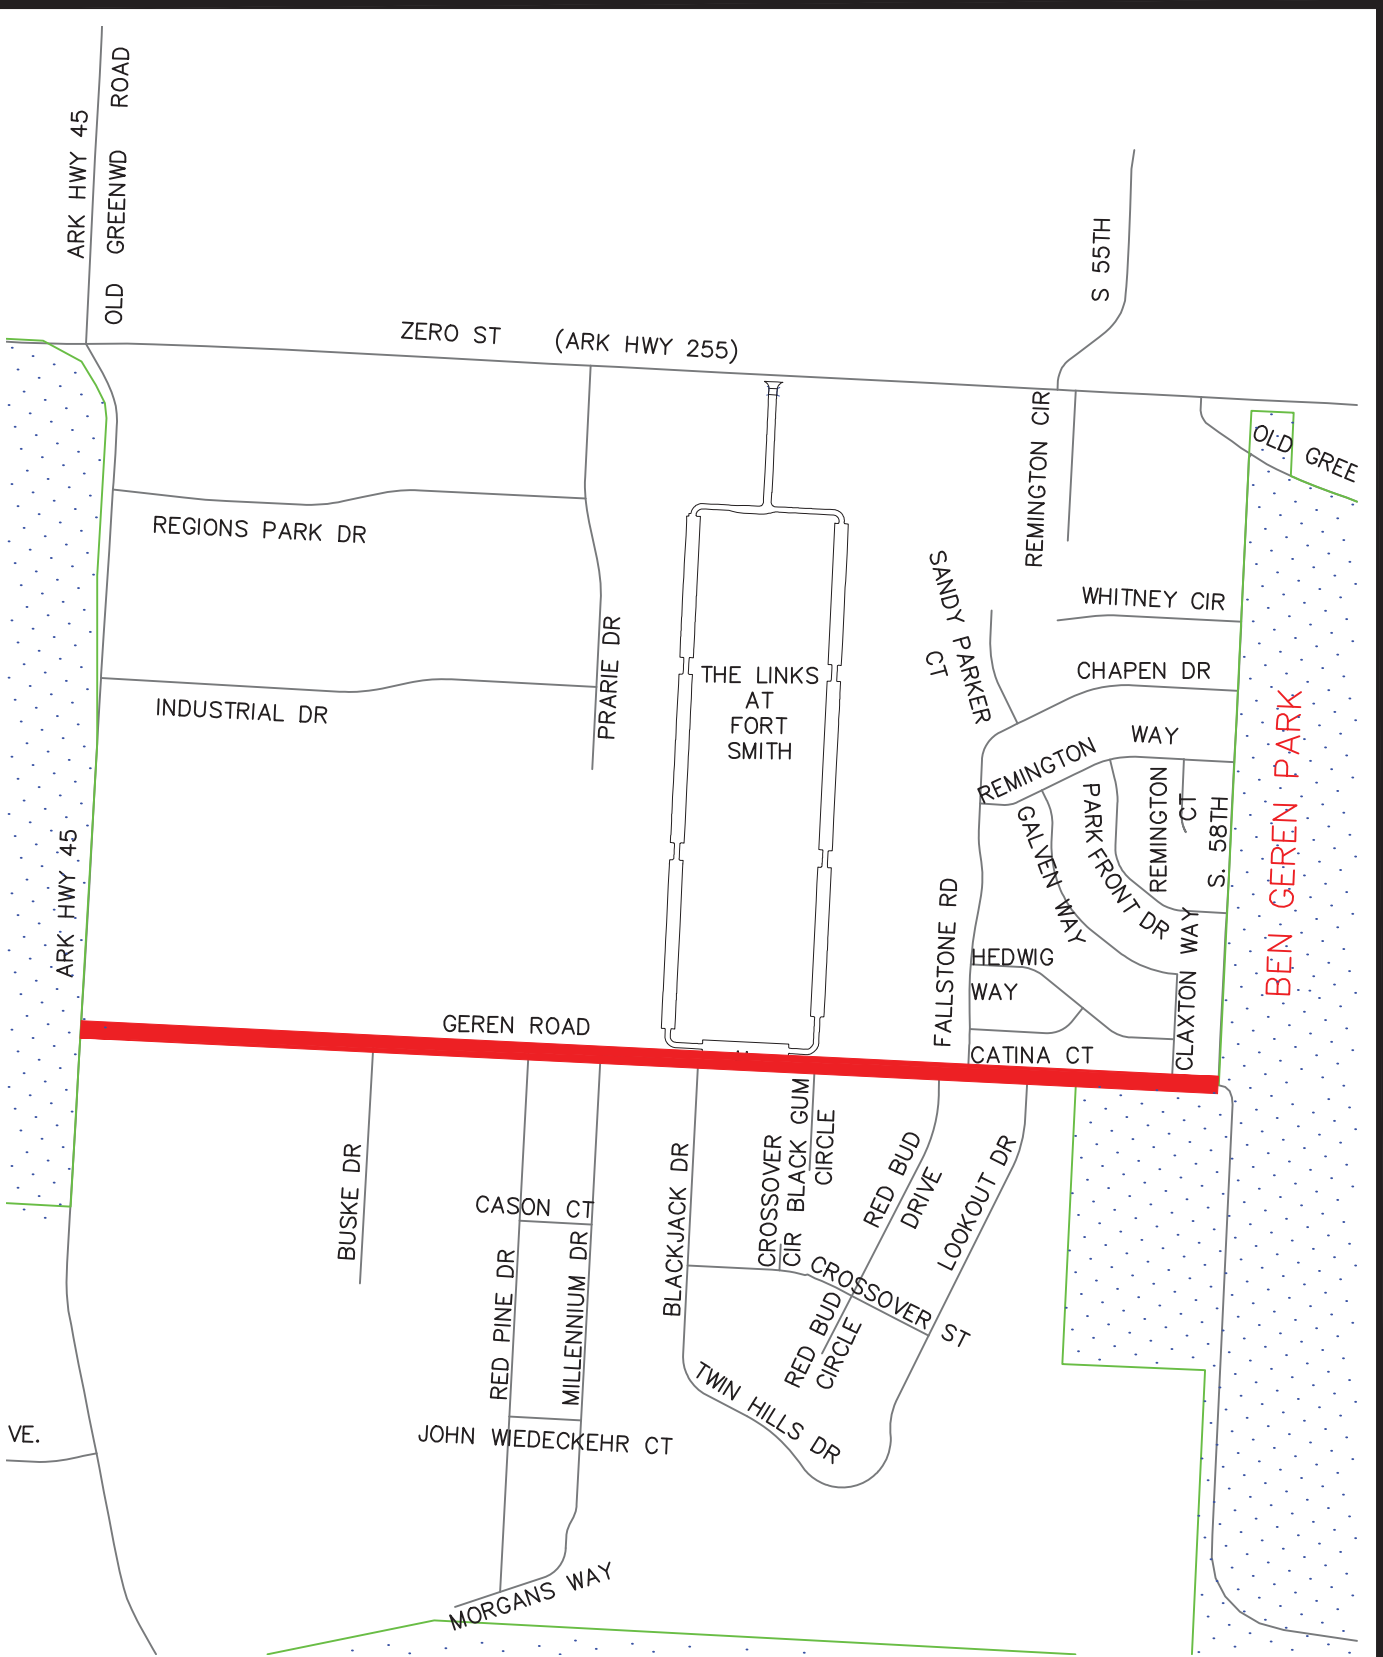 ARK HWY 45
OLD GREENWD ROAD
S 55TH
ZERO ST (ARK HWY 255)
REMINGTON CIR
OLD GREE
REGIONS PARK DR
SANDY PARKER
CT
WHITNEY CIR
PRARIE DR
CHAPEN DR
THE LINKS
AT
FORT
SMITH
INDUSTRIAL DR
REMINGTON WAY
BEN GEREN PARK
REMINGTON
CT
S. 58TH
PARK FRONT DR
GALVEN WAY
ARK HWY 45
FALLSTONE RD
HEDWIG
WAY
CLAXTON WAY
GEREN ROAD
CATINA CT
BUSKE DR
CASON CT
RED PINE DR
MILLENNIUM DR
BLACKJACK DR
CROSSOVER
CIR
BLACK GUM
CIRCLE
RED BUD
DRIVE
LOOKOUT DR
CROSSOVER ST
RED BUD
CIRCLE
TWIN HILLS DR
VE.
JOHN WIEDECKEHR CT
MORGANS WAY